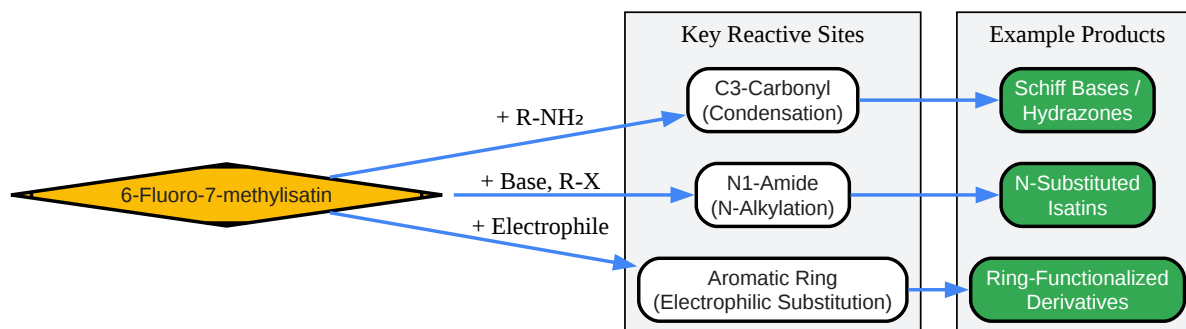 Key Reactive Sites
Example Products
C3-Carbonyl
(Condensation)
Schiff Bases /
Hydrazones
+ R-NH₂
6-Fluoro-7-methylisatin
+ Base, R-X
N1-Amide
(N-Alkylation)
N-Substituted
Isatins
+ Electrophile
Aromatic Ring
(Electrophilic Substitution)
Ring-Functionalized
Derivatives